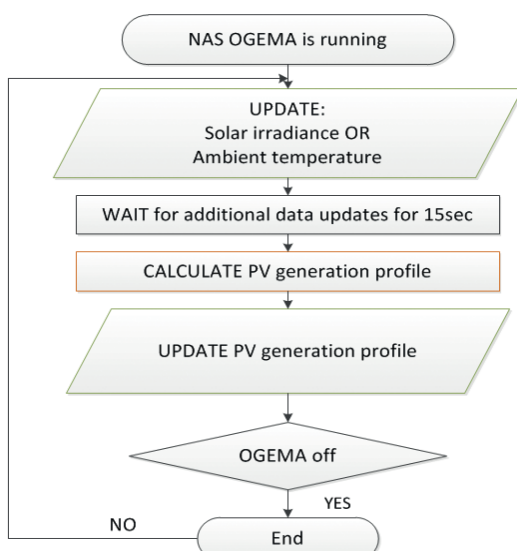 NAS OGEMA is running
UPDATE:
Solar irradiance OR
Ambient temperature
WAIT for additional data updates for 15sec
CALCULATE PV generation profile
UPDATE PV generation profile
OGEMA off
YES
NO
End